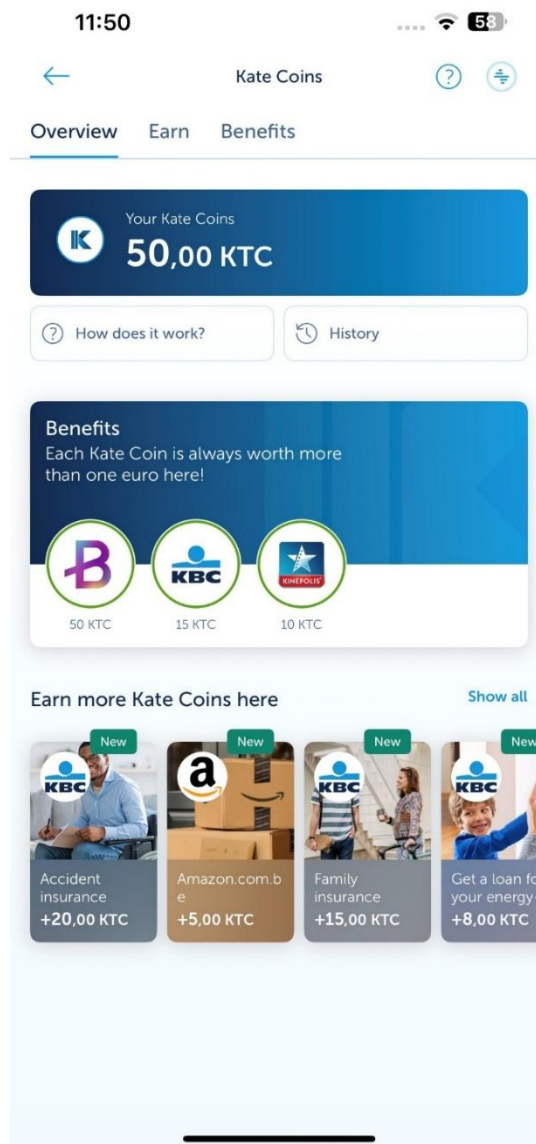 11:50
58
Kate Coins
?
Overview Earn Benefits
K
Your Kate Coins
50,00 KTC
? How does it work?
History
Benefits
Each Kate Coin is always worth more
than one euro here!
B
KBC
KINEPOLIS
50 KTC
15 KTC
10 KTC
Earn more Kate Coins here
Show all
New
KBC
Accident
insurance
+20,00 KTC
New
a
Amazon.com.b
e
+5,00 KTC
New
KBC
Family
insurance
+15,00 KTC
New
KBC
Get a loan fo
your energy-
+8,00 KTC